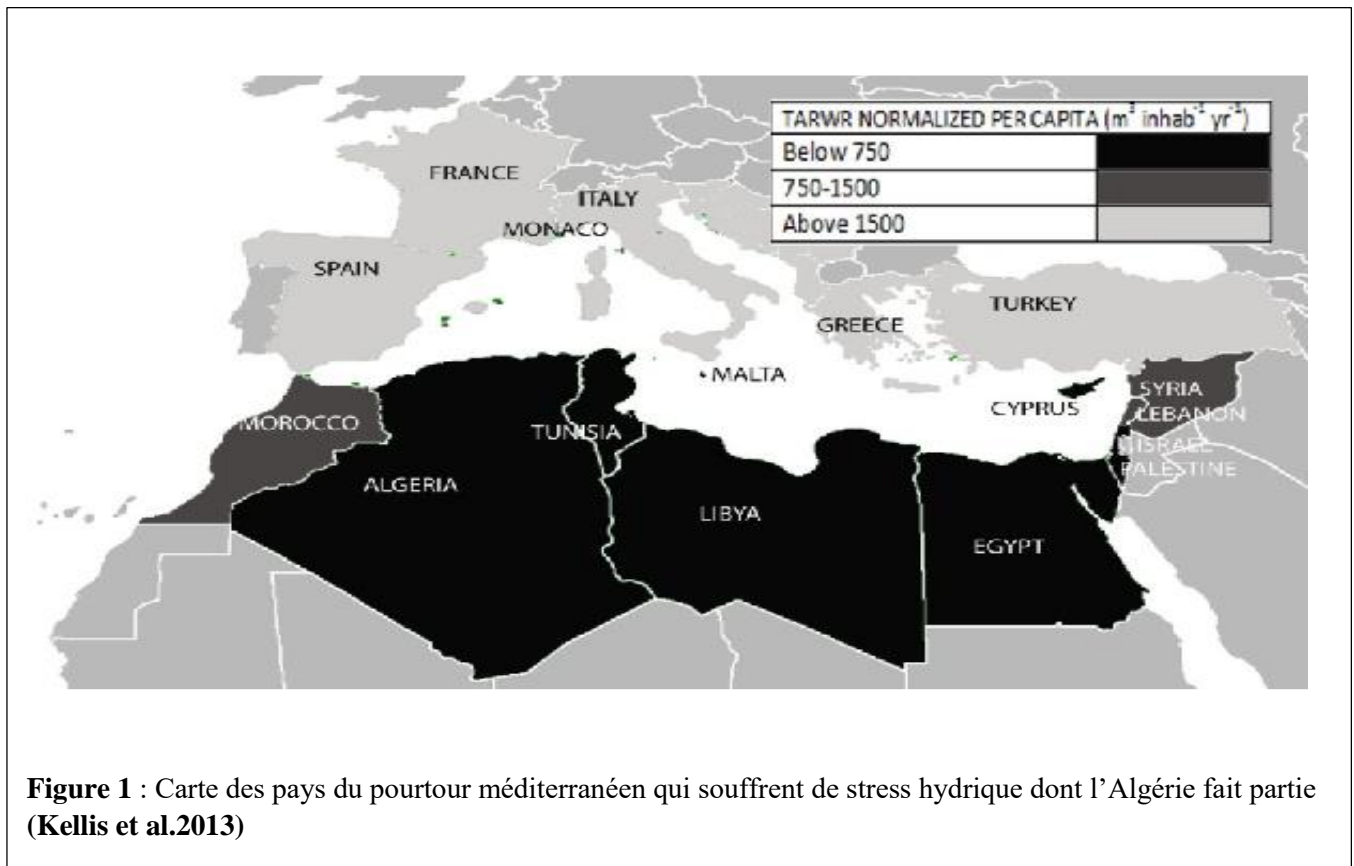 TARWR NORMALIZED PER CAPITA (m³ inhab⁻¹ yr⁻¹)
Below 750
750-1500
Above 1500
FRANCE
ITALY
MONACO
SPAIN
TURKEY
GREECE
MALTA
SYRIA
CYPRUS
LEBANON
MOROCCO
TUNISIA
ISRAEL
PALESTINE
ALGERIA
LIBYA
EGYPT
Figure 1 : Carte des pays du pourtour méditerranéen qui souffrent de stress hydrique dont l’Algérie fait partie
(Kellis et al.2013)